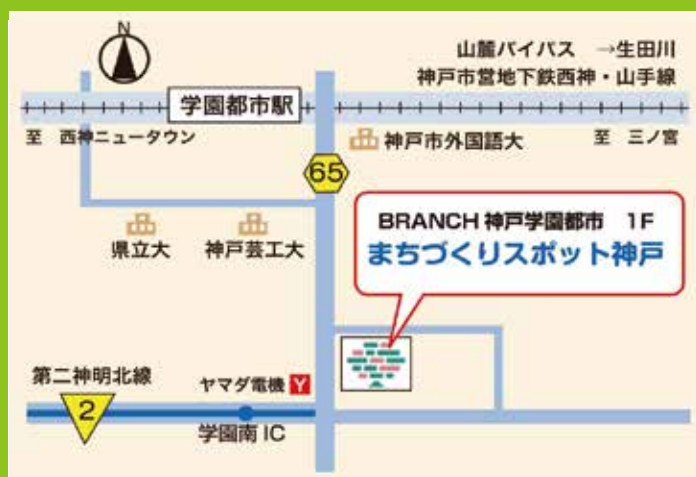 N
山麓バイパス →生田川
神戸市営地下鉄西神・山手線
学園都市駅
至 西神ニュータウン
神戸市外国語大
至 三ノ宮
65
県立大
神戸芸工大
BRANCH 神戸学園都市 1F
まちづくりスポット神戸
第二神明北線
2
ヤマダ電機 Y
学園南 IC